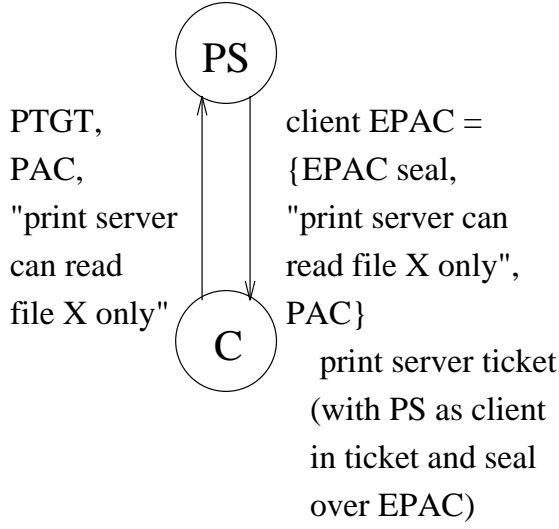 PS
PTGT,
PAC,
"print server
can read
file X only"
client EPAC =
{EPAC seal,
"print server can
read file X only",
PAC}
print server ticket
(with PS as client
in ticket and seal
over EPAC)
C